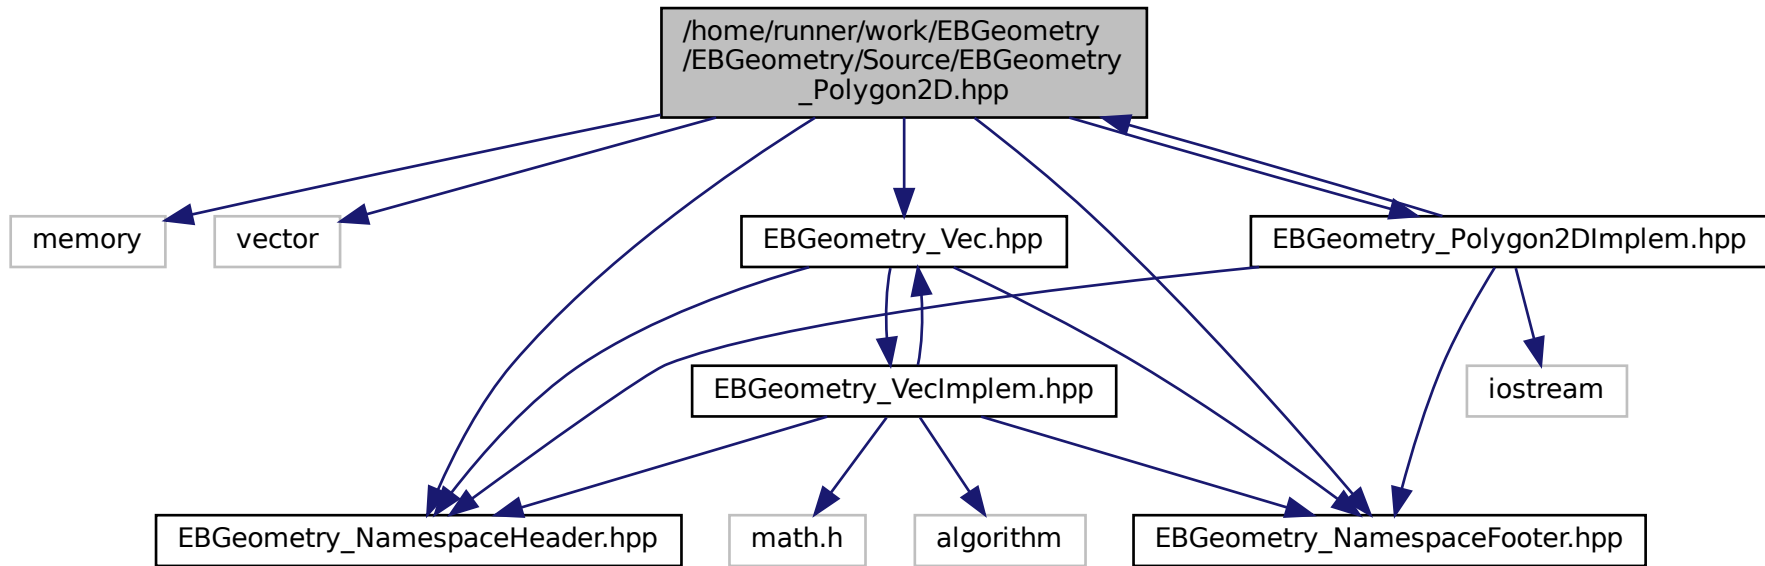 /home/runner/work/EBGeometry
/EBGeometry/Source/EBGeometry
_Polygon2D.hpp
memory
vector
EBGeometry_Vec.hpp
EBGeometry_Polygon2DImplem.hpp
EBGeometry_VecImplem.hpp
iostream
EBGeometry_NamespaceHeader.hpp
math.h
algorithm
EBGeometry_NamespaceFooter.hpp